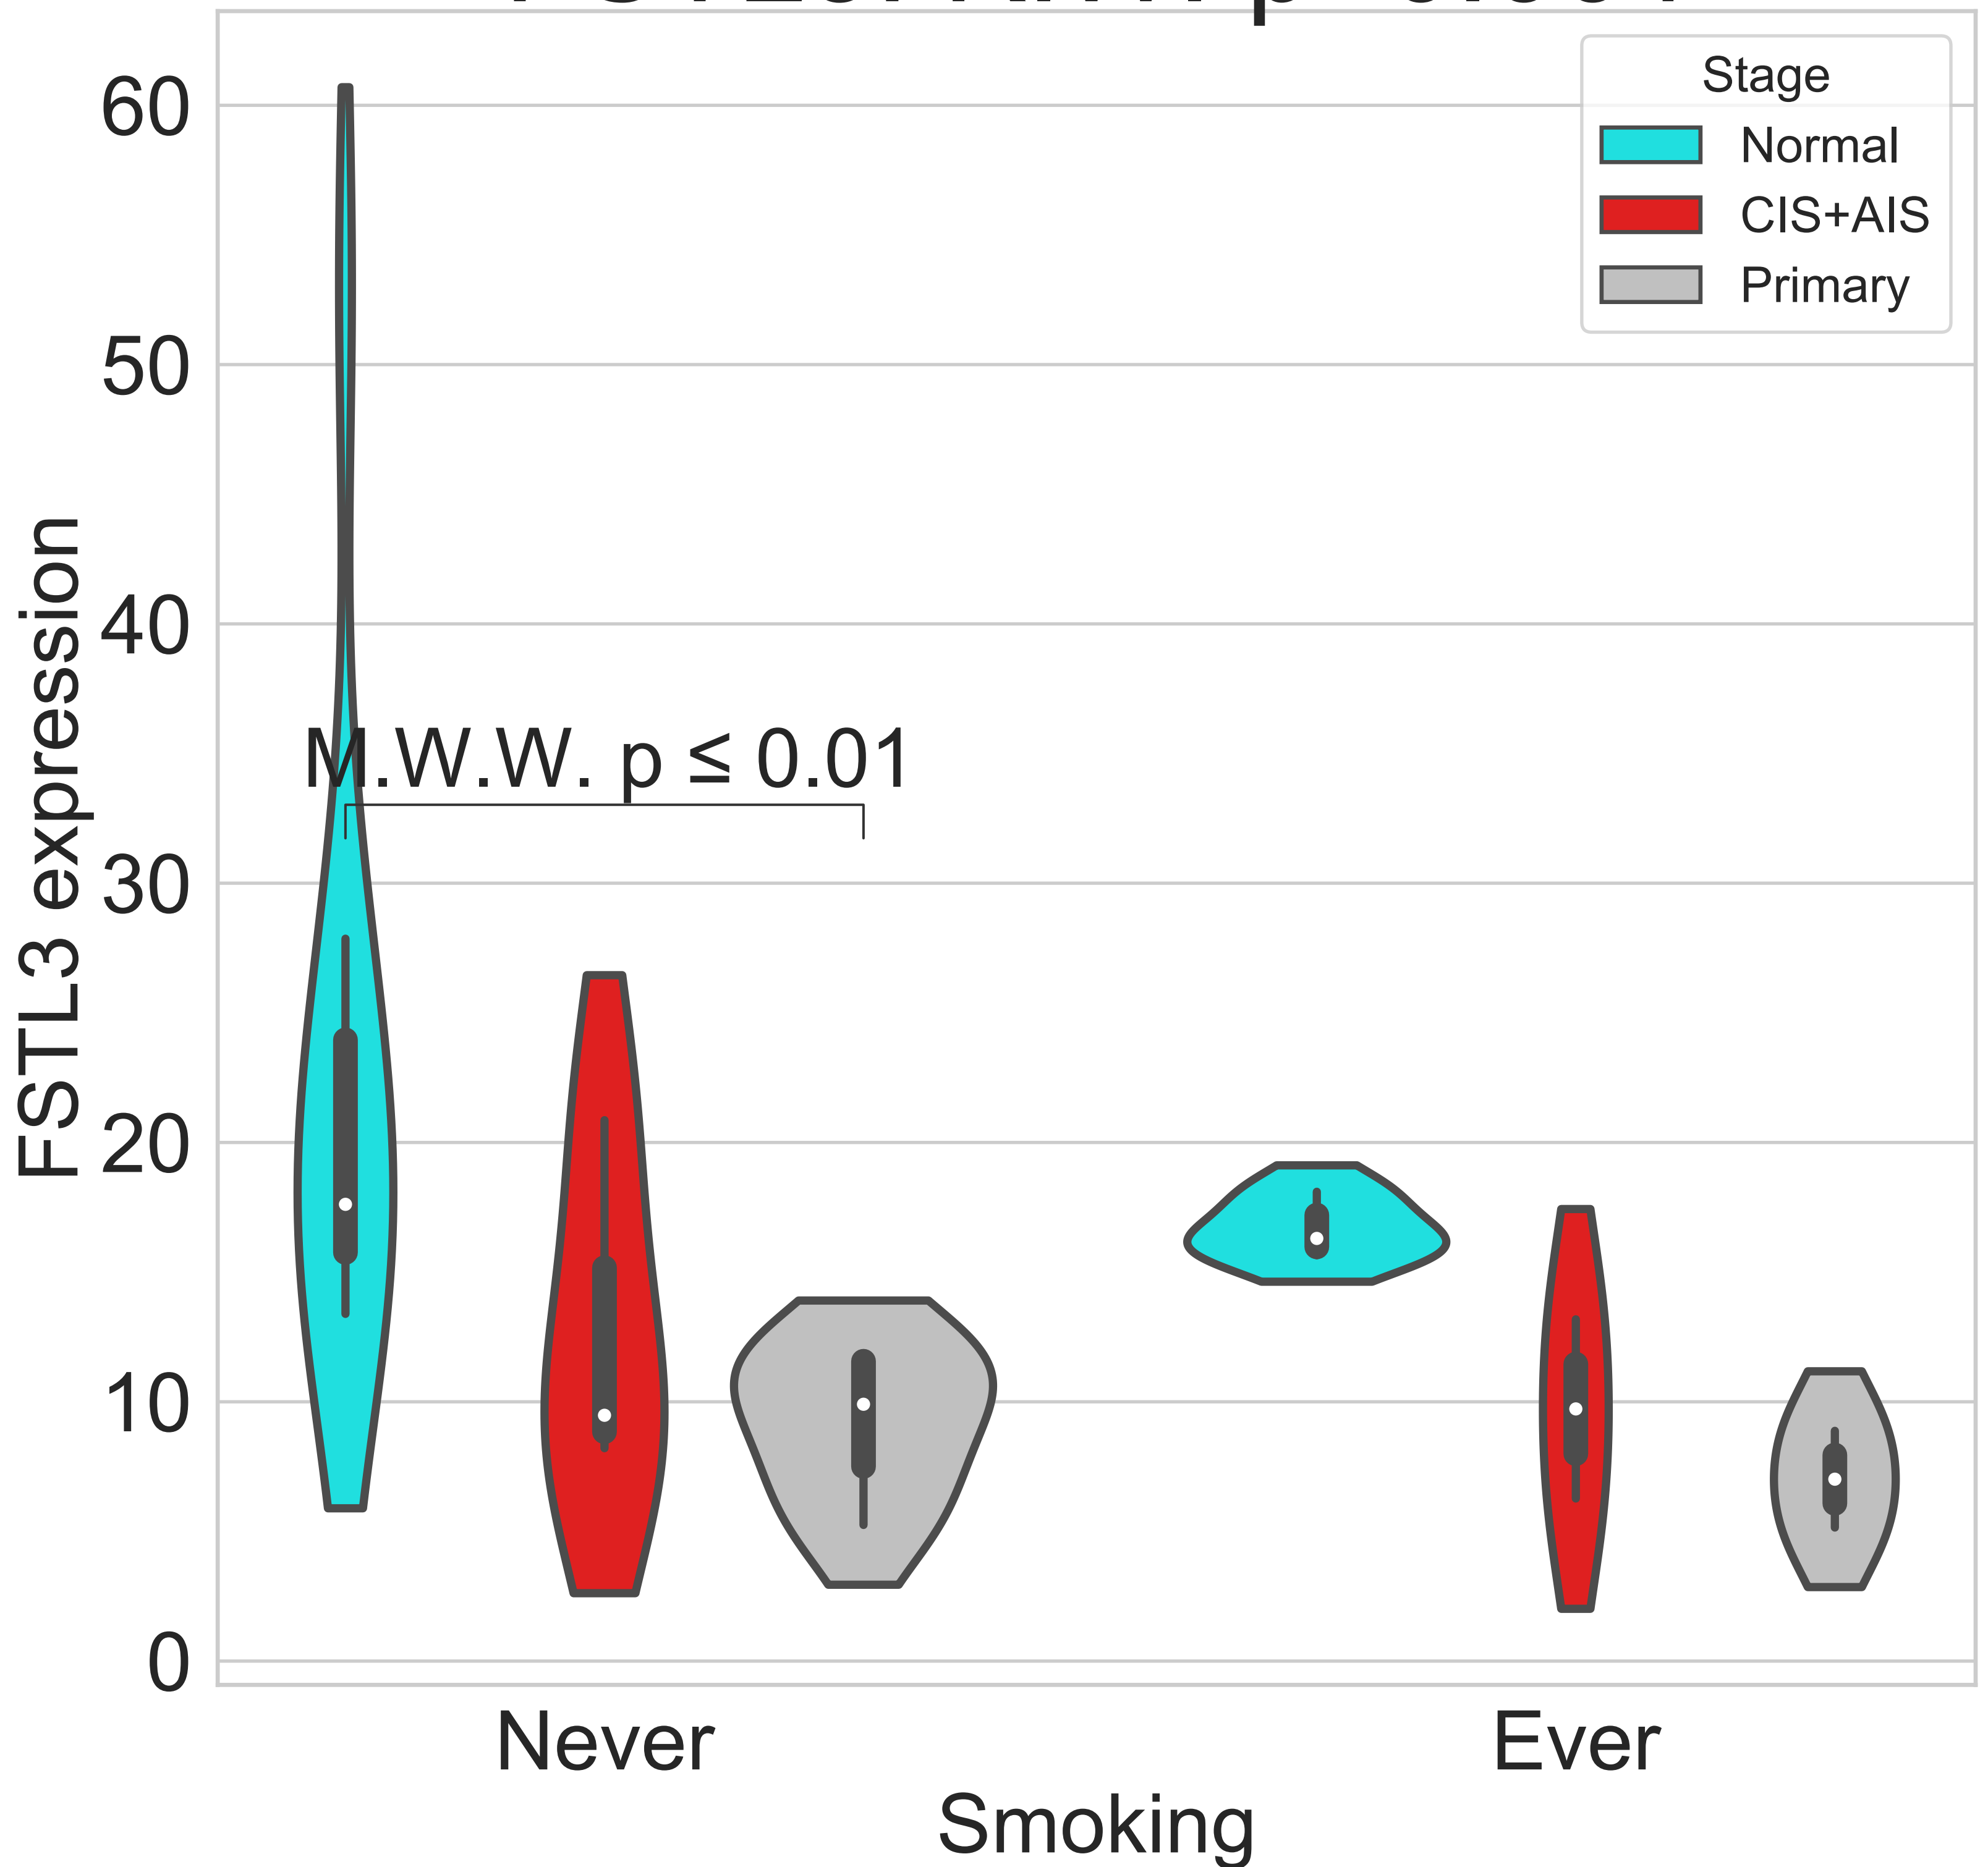 Stage
Normal
CIS+AIS
Primary
60
50
40
30
20
10
0
FSTL3 expression
M.W.W. p ≤ 0.01
Never
Ever
Smoking